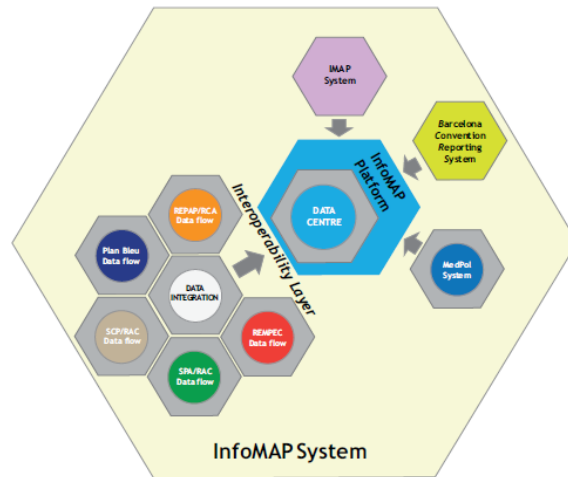 IMAP
System
Barcelona
Convention
Reporting
System
InfoMAP
Platform
DATA
CENTRE
Interoperability Layer
REPAP/RCA
Data flow
Plan Bleu
Data flow
DATA
INTEGRATION
MedPol
System
SCP/RAC
Data flow
REMPEC
Data flow
SPA/RAC
Data flow
InfoMAP System